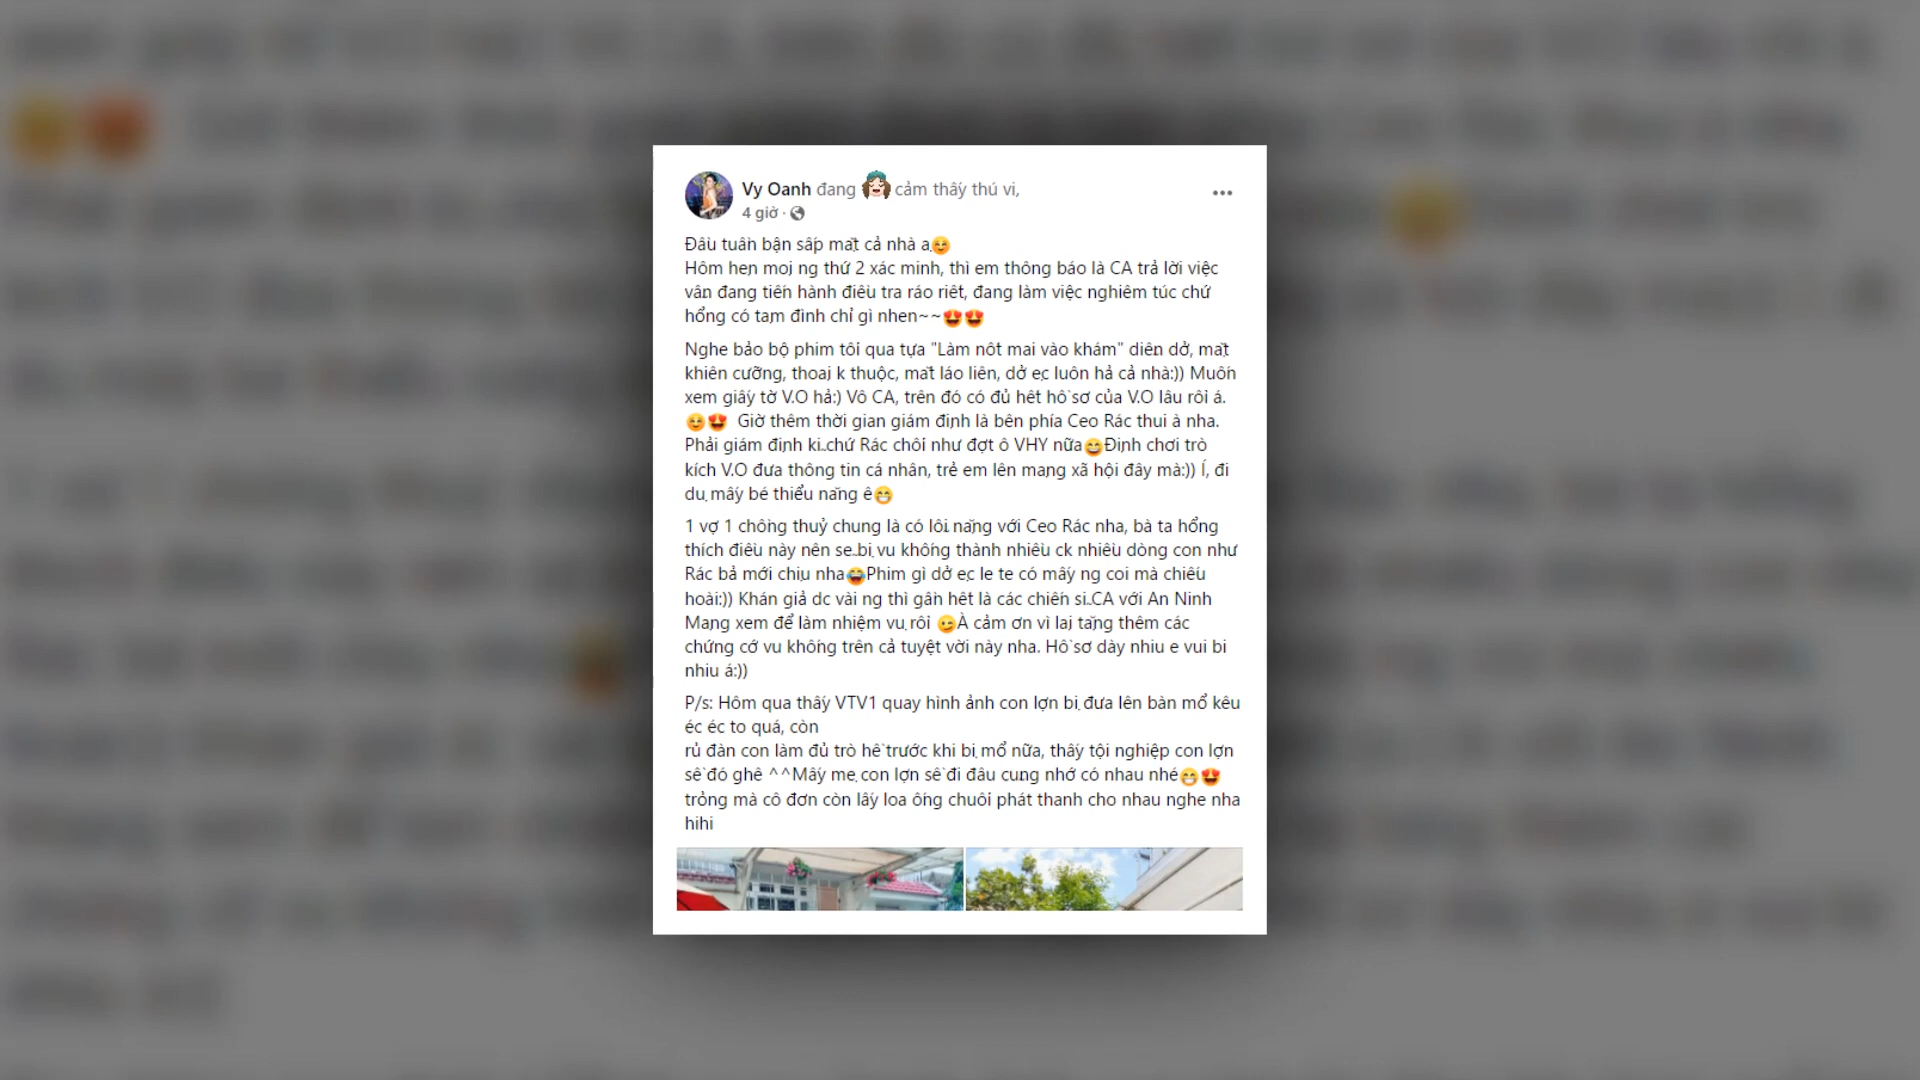 Vy Oanh đang cảm thấy thú vị.
4 giờ ·
Đầu tuần bận sấp mặt cả nhà ạ😊
Hôm hẹn mọi ng thứ 2 xác minh, thì em thông báo là CA trả lời việc
vẫn đang tiến hành điều tra ráo riết, đang làm việc nghiêm túc chứ
hổng có tạm đình chỉ gì nhen~~😍😍
Nghe bảo bộ phim tối qua tựa "Làm nốt mai vào khám" diễn dở, mặt
khiên cưỡng, thoại k thuộc, mắt láo liên, dở ẹc luôn hả cả nhà:)) Muốn
xem giấy tờ V.O hả:) Vô CA, trên đó có đủ hết hồ sơ của V.O lâu rồi á.
😊😍 Giờ thêm thời gian giám định là bên phía Ceo Rác thui à nha.
Phải giám định kĩ chứ Rác chối như đợt ô VHY nữa😄Định chơi trò
kích V.O đưa thông tin cá nhân, trẻ em lên mạng xã hội đây mà:)) Í, đi
dụ mấy bé thiểu năng ê😁
1 vợ 1 chồng thuỷ chung là có lỗi nặng với Ceo Rác nha, bà ta hổng
thích điều này nên sẽ bị vu khống thành nhiều ck nhiều dòng con như
Rác bả mới chịu nha😂Phim gì dở ẹc le te có mấy ng coi mà chiếu
hoài:)) Khán giả dc vài ng thì gần hết là các chiến sĩ CA với An Ninh
Mạng xem để làm nhiệm vụ rồi 😉À cảm ơn vì lại tặng thêm các
chứng cớ vu khống trên cả tuyệt vời này nha. Hồ sơ dày nhiu e vui bi
nhiu á:))
P/s: Hôm qua thấy VTV1 quay hình ảnh con lợn bị đưa lên bàn mổ kêu
éc éc to quá, còn
rủ đàn con làm đủ trò hề trước khi bị mổ nữa, thấy tội nghiệp con lợn
sề đó ghê ^^Mấy mẹ con lợn sề đi đâu cũng nhớ có nhau nhé😁😍
trỏng mà cô đơn còn lấy loa ống chuối phát thanh cho nhau nghe nha
hihi